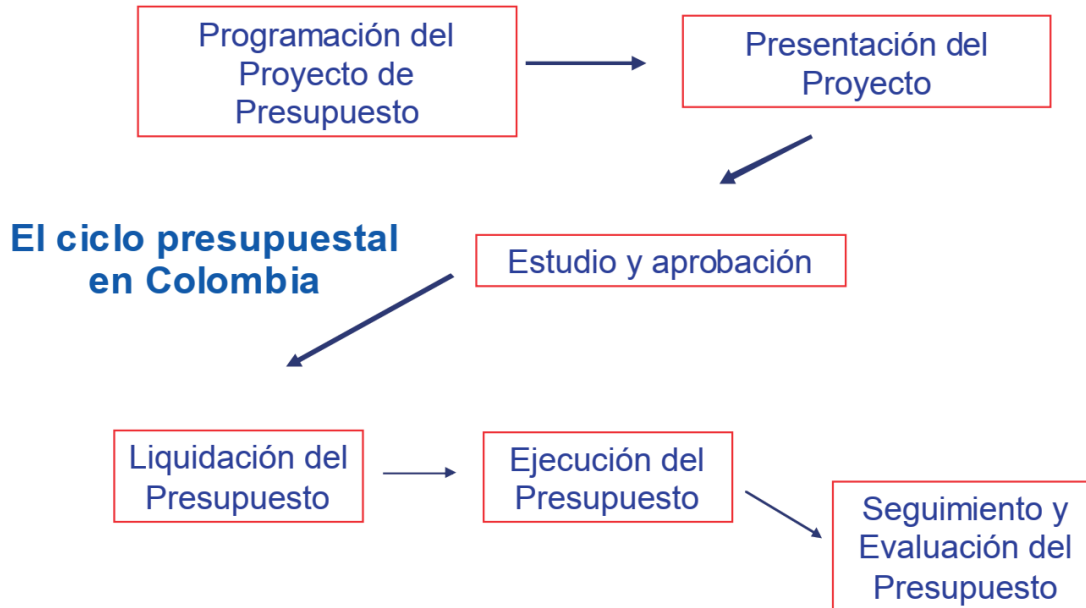 Programación del
Proyecto de
Presupuesto
Presentación del
Proyecto
El ciclo presupuestal
en Colombia
Estudio y aprobación
Liquidación del
Presupuesto
Ejecución del
Presupuesto
Seguimiento y
Evaluación del
Presupuesto